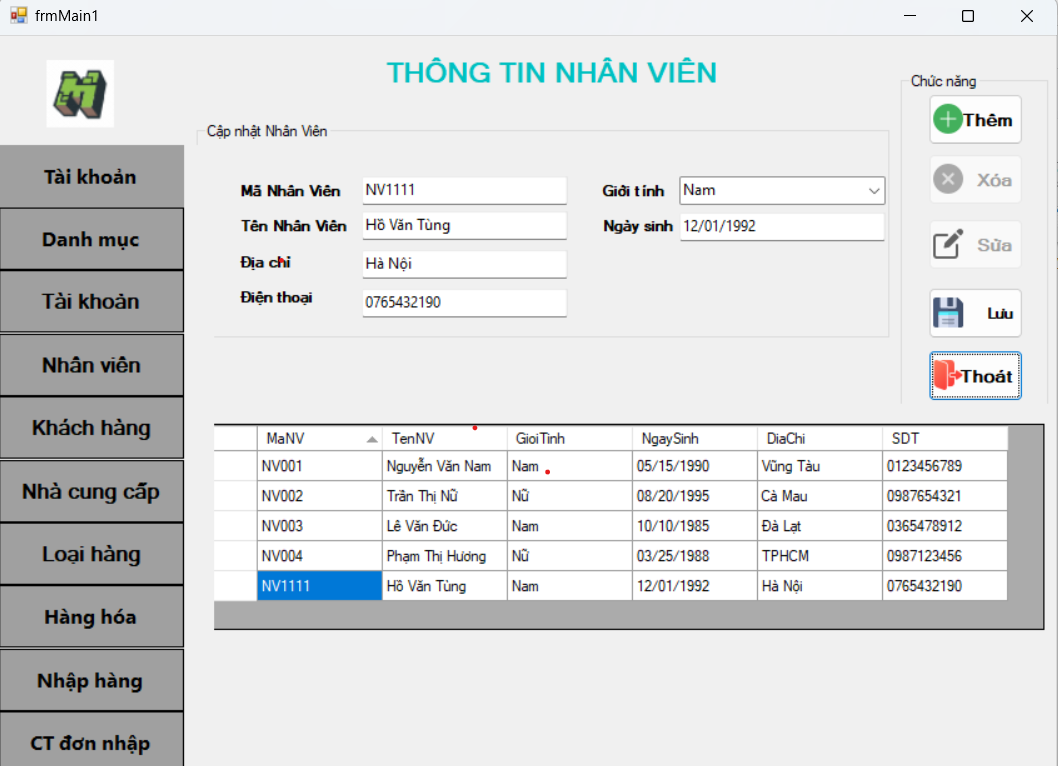 frmMain1
THÔNG TIN NHÂN VIÊN
Chức năng
Thêm
Xóa
Sửa
Lưu
Thoát
Cập nhật Nhân Viên
Mã Nhân Viên NV1111 Giới tính Nam
Tên Nhân Viên Hồ Văn Tùng Ngày sinh 12/01/1992
Địa chỉ Hà Nội
Điện thoại 0765432190
Tài khoản
Danh mục
Tài khoản
Nhân viên
Khách hàng
Nhà cung cấp
Loại hàng
Hàng hóa
Nhập hàng
CT đơn nhập
MaNV TenNV GioiTinh NgaySinh DiaChi SDT
NV001 Nguyễn Văn Nam Nam 05/15/1990 Vũng Tàu 0123456789
NV002 Trần Thị Nữ Nữ 08/20/1995 Cà Mau 0987654321
NV003 Lê Văn Đức Nam 10/10/1985 Đà Lạt 0365478912
NV004 Phạm Thị Hương Nữ 03/25/1988 TPHCM 0987123456
NV1111 Hồ Văn Tùng Nam 12/01/1992 Hà Nội 0765432190